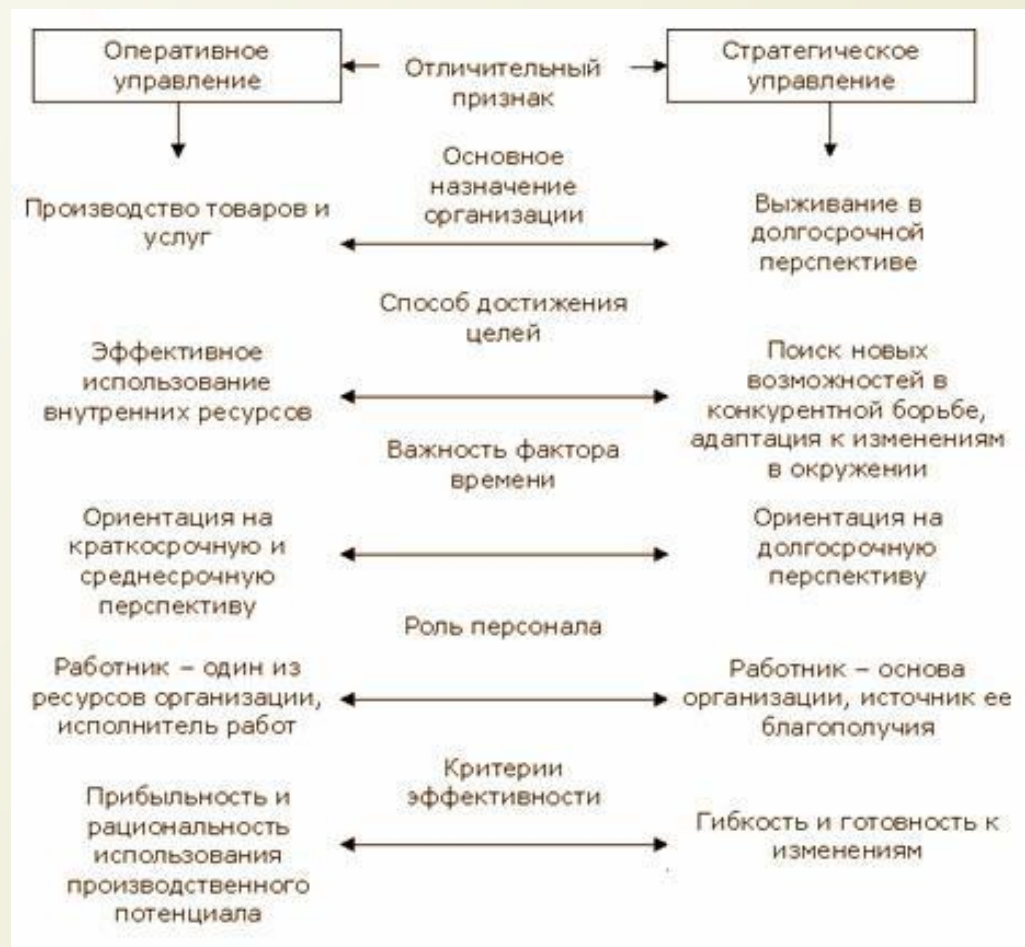 Оперативное
управление
Отличительный
признак
Стратегическое
управление
Основное
назначение
организации
Производство товаров и
услуг
Выживание в
долгосрочной
перспективе
Способ достижения
целей
Эффективное
использование
внутренних ресурсов
Поиск новых
возможностей в
конкурентной борьбе,
адаптация к изменениям
в окружении
Важность фактора
времени
Ориентация на
краткосрочную и
среднесрочную
перспективу
Ориентация на
долгосрочную
перспективу
Роль персонала
Работник – один из
ресурсов организации,
исполнитель работ
Работник – основа
организации, источник ее
благополучия
Критерии
эффективности
Прибыльность и
рациональность
использования
производственного
потенциала
Гибкость и готовность к
изменениям